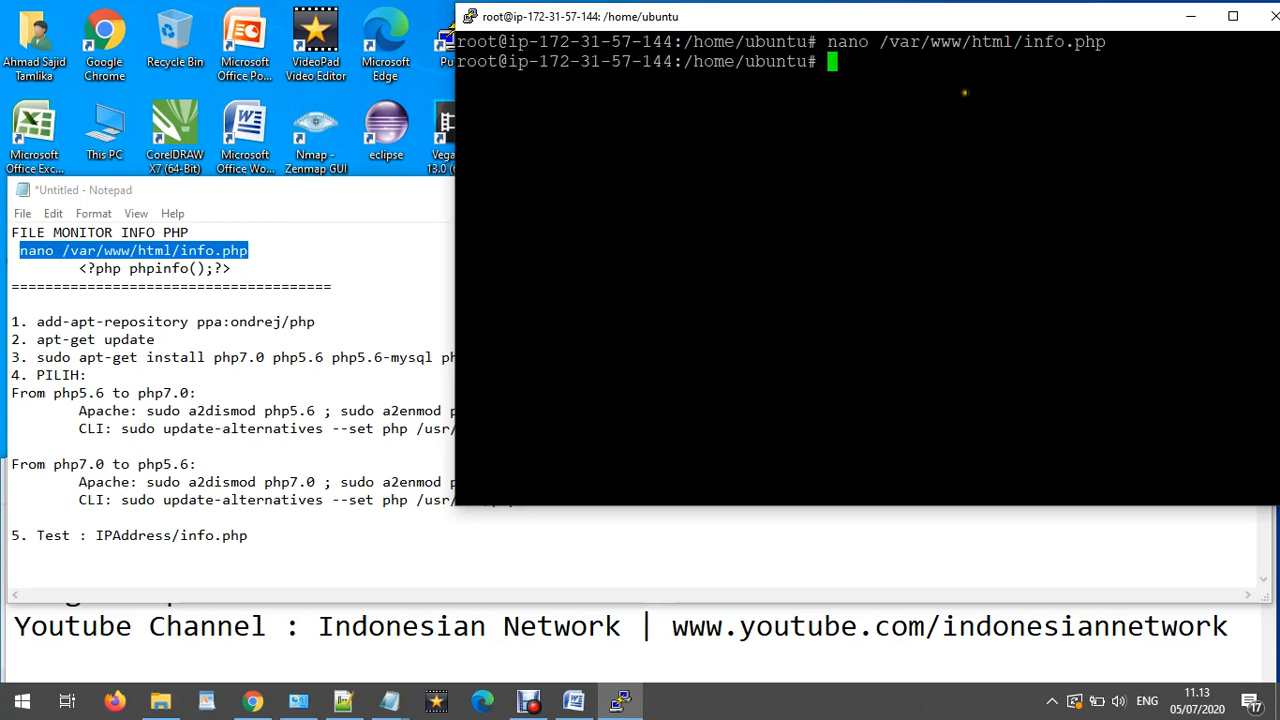 root@ip-172-31-57-144: /home/ubuntu
root@ip-172-31-57-144:/home/ubuntu# nano /var/www/html/info.php
root@ip-172-31-57-144:/home/ubuntu#
Ahmad Sajid
Tamlika
Google
Chrome
Recycle Bin
Microsoft
Office Po...
VideoPad
Video Editor
Microsoft
Edge
Pu
Microsoft
Office Exc...
This PC
CorelDRAW
X7 (64-Bit)
Microsoft
Office Wo...
Nmap -
Zenmap GUI
eclipse
Vega
13.0 (6
*Untitled - Notepad
File Edit Format View Help
FILE MONITOR INFO PHP
nano /var/www/html/info.php
<?php phpinfo();?>
======================================
1. add-apt-repository ppa:ondrej/php
2. apt-get update
3. sudo apt-get install php7.0 php5.6 php5.6-mysql ph
4. PILIH:
From php5.6 to php7.0:
Apache: sudo a2dismod php5.6 ; sudo a2enmod p
CLI: sudo update-alternatives --set php /usr/
From php7.0 to php5.6:
Apache: sudo a2dismod php7.0 ; sudo a2enmod p
CLI: sudo update-alternatives --set php /usr/
5. Test : IPAddress/info.php
Youtube Channel : Indonesian Network | www.youtube.com/indonesiannetwork
ENG
11.13
05/07/2020
17